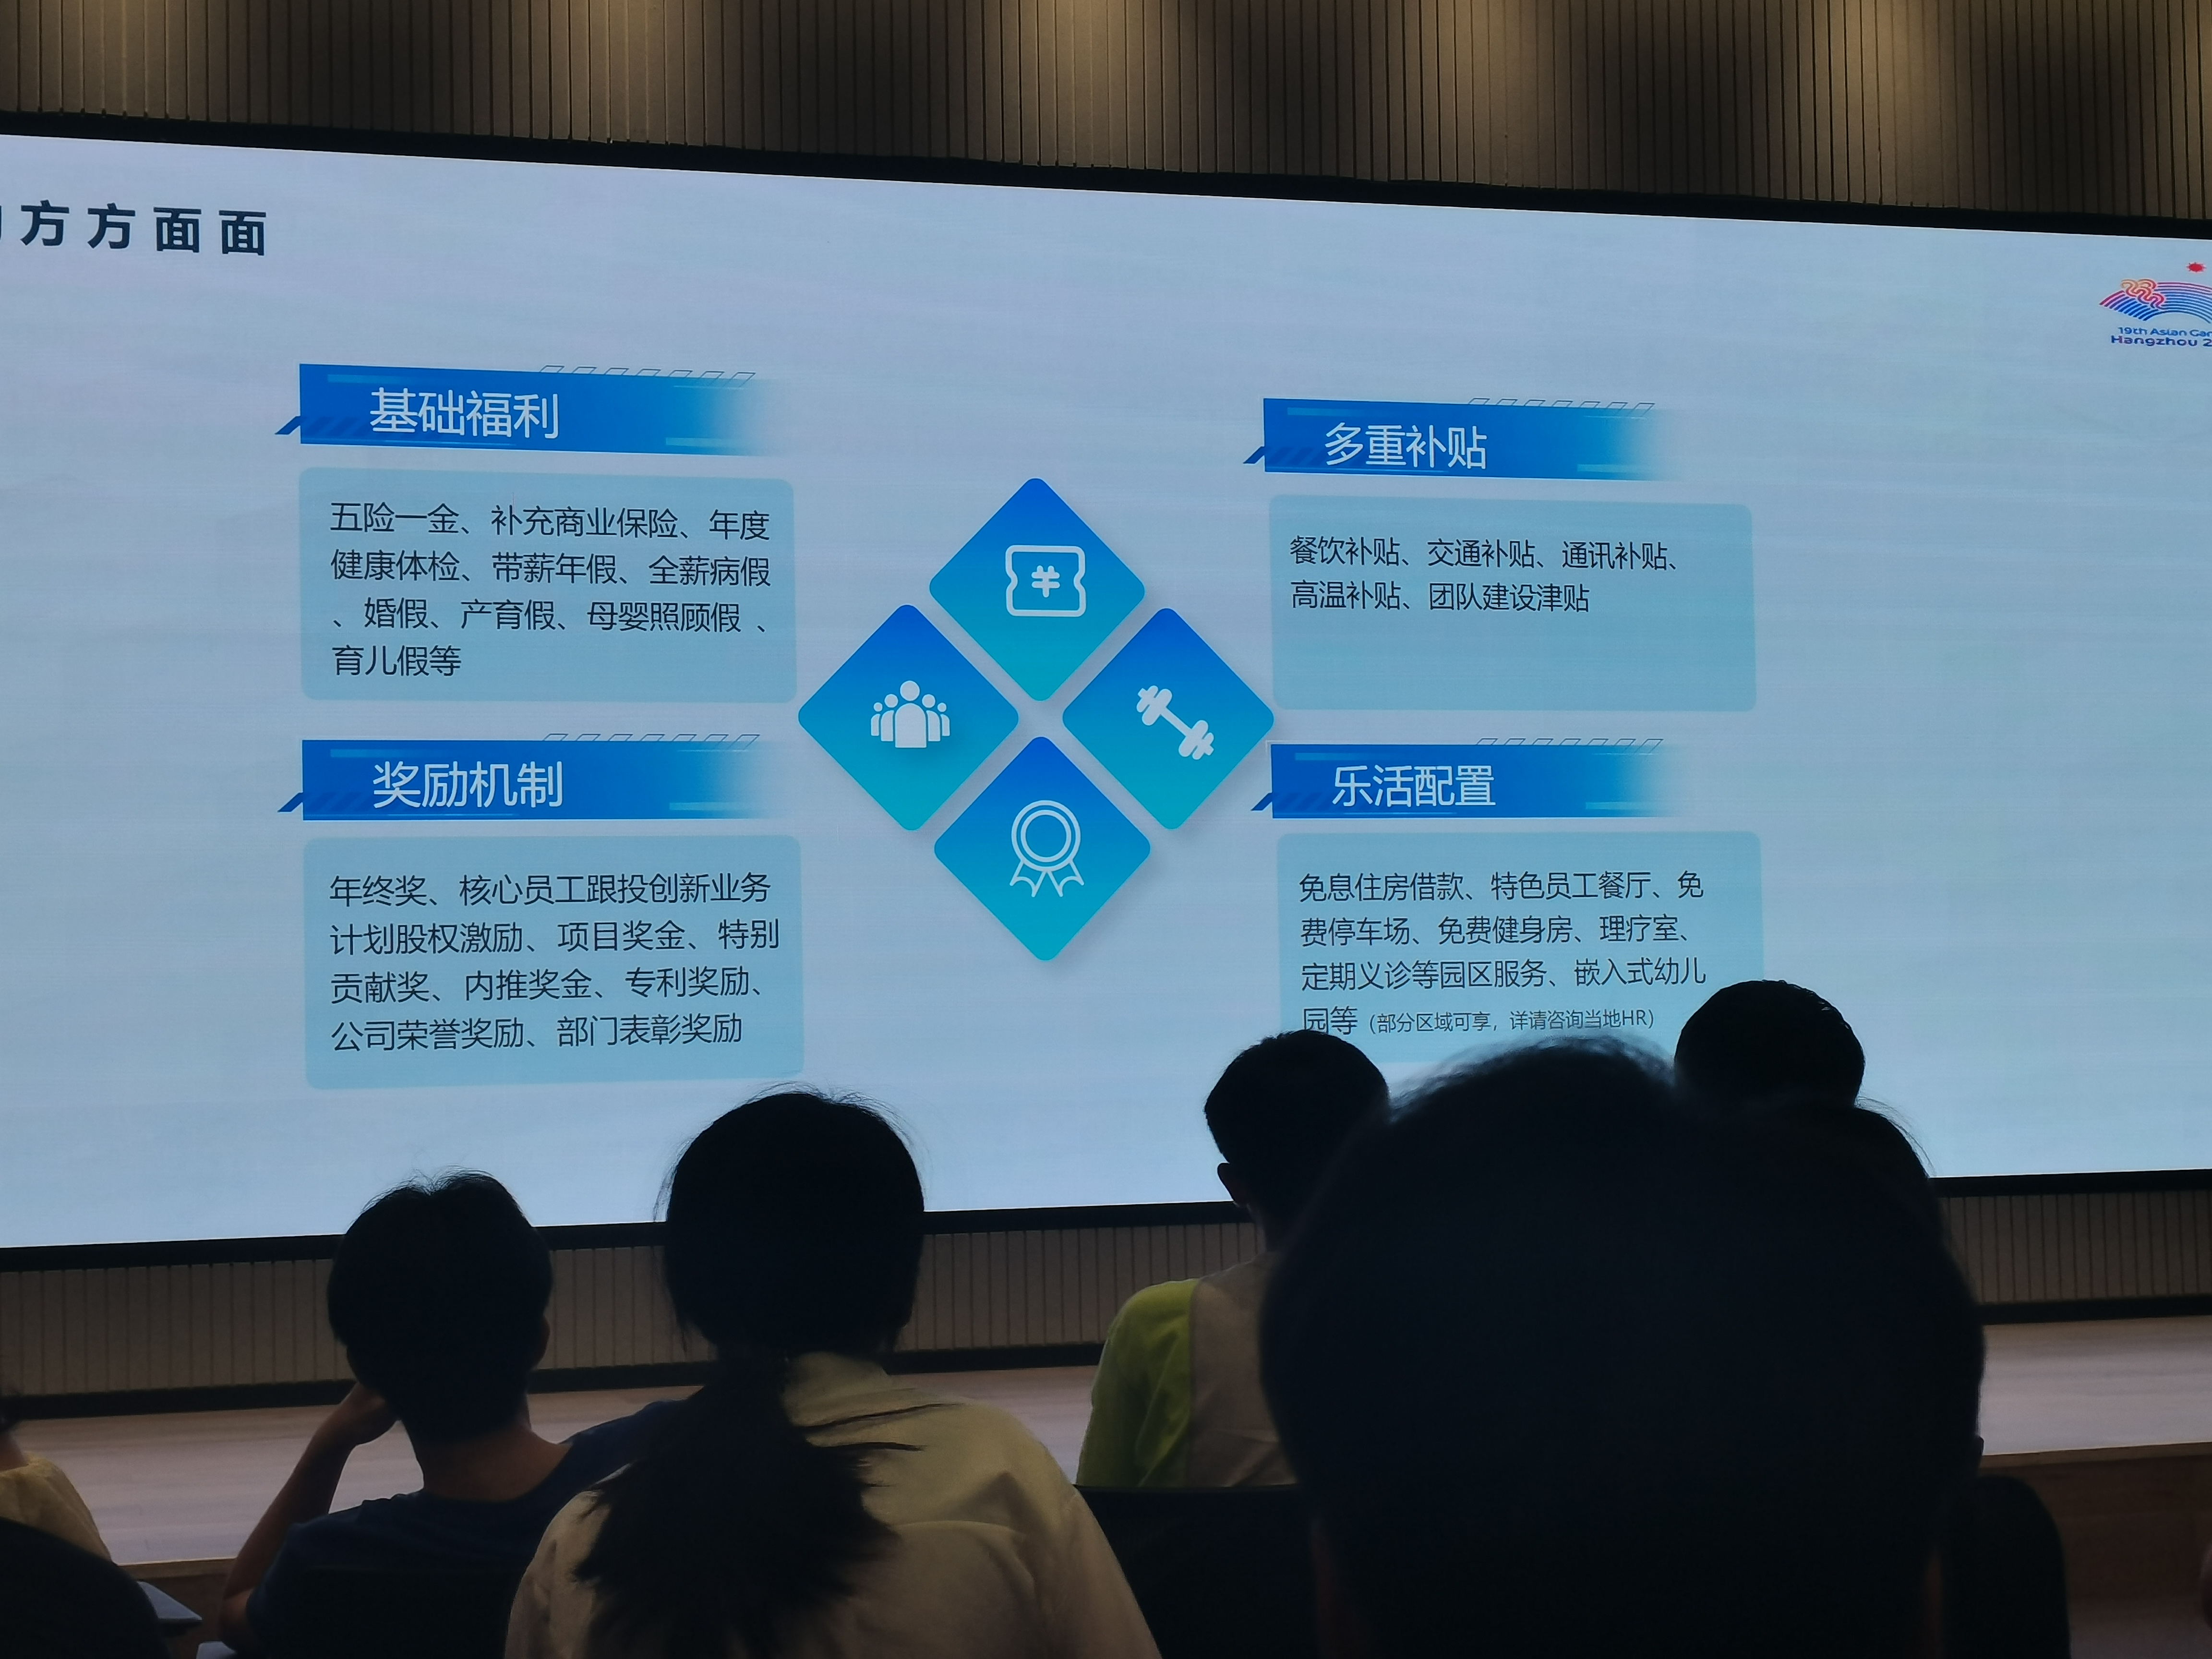 方方面面
19th Asian
Hangzhou 2
基础福利
五险一金、补充商业保险、年度
健康体检、带薪年假、全薪病假
、婚假、产育假、母婴照顾假 、
育儿假等
多重补贴
餐饮补贴、交通补贴、通讯补贴、
高温补贴、团队建设津贴
奖励机制
年终奖、核心员工跟投创新业务
计划股权激励、项目奖金、特别
贡献奖、内推奖金、专利奖励、
公司荣誉奖励、部门表彰奖励
乐活配置
免息住房借款、特色员工餐厅、免
费停车场、免费健身房、理疗室、
定期义诊等园区服务、嵌入式幼儿
园等（部分区域可享，详请咨询当地HR）